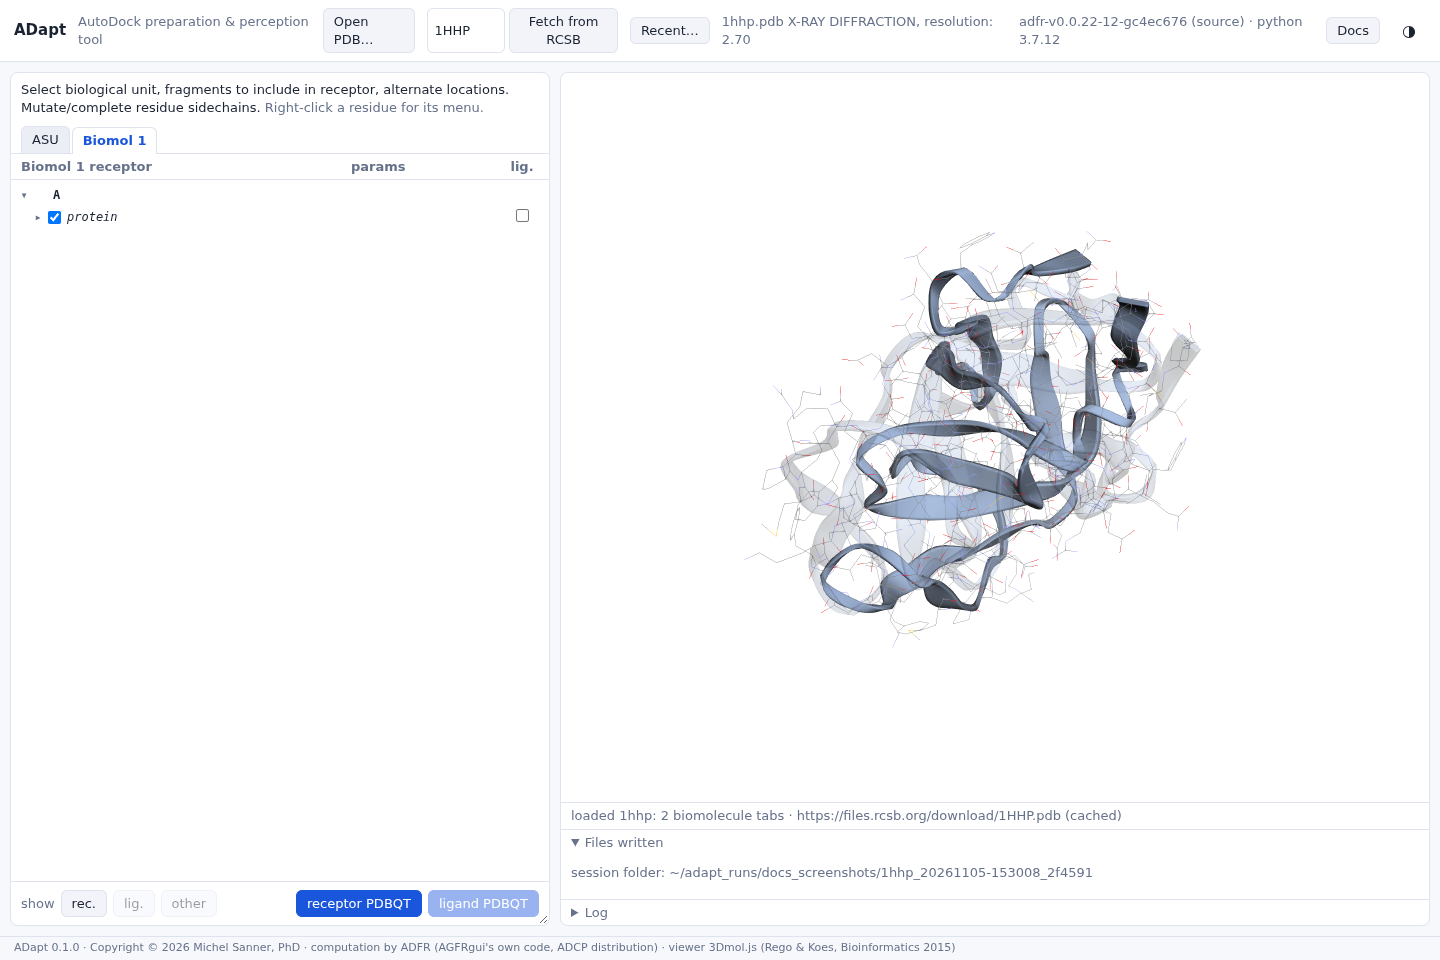 ADapt
AutoDock preparation & perception tool
Open PDB...
1HHP
Fetch from RCSB
Recent...
1hhp.pdb X-RAY DIFFRACTION, resolution: 2.70
adfr-v0.0.22-12-gc4ec676 (source) · python 3.7.12
Docs
Select biological unit, fragments to include in receptor, alternate locations.
Mutate/complete residue sidechains. Right-click a residue for its menu.
ASU Biomol 1
Biomol 1 receptor params lig.
A
protein
show rec. lig. other receptor PDBQT ligand PDBQT
loaded 1hhp: 2 biomolecule tabs · https://files.rcsb.org/download/1HHP.pdb (cached)
Files written
session folder: ~/adapt_runs/docs_screenshots/1hhp_20261105-153008_2f4591
Log
ADapt 0.1.0 · Copyright © 2026 Michel Sanner, PhD · computation by ADFR (AGFRgui's own code, ADCP distribution) · viewer 3Dmol.js (Rego & Koes, Bioinformatics 2015)